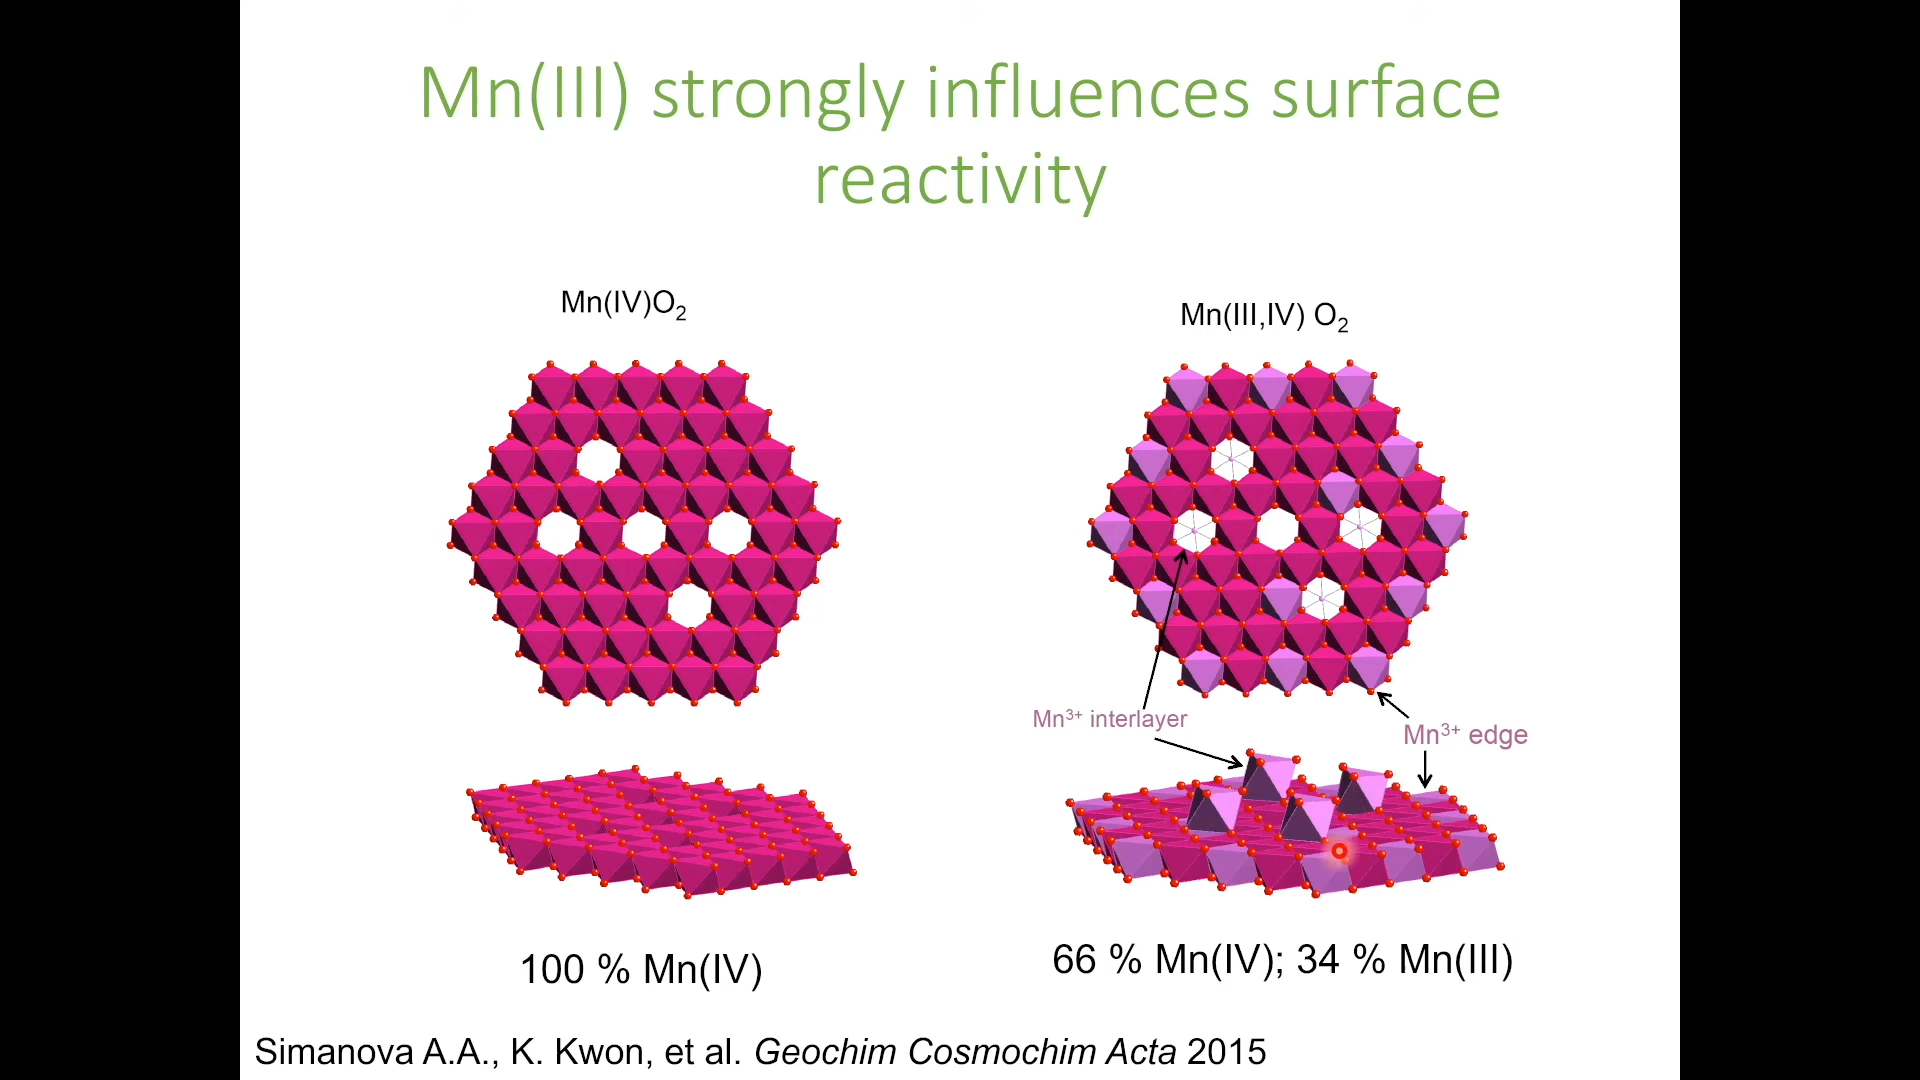 Mn(III) strongly influences surface
reactivity
Mn(IV)O₂
Mn(III,IV) O₂
Mn³⁺ interlayer
Mn³⁺ edge
100 % Mn(IV)
66 % Mn(IV); 34 % Mn(III)
Simanova A.A., K. Kwon, et al. Geochim Cosmochim Acta 2015